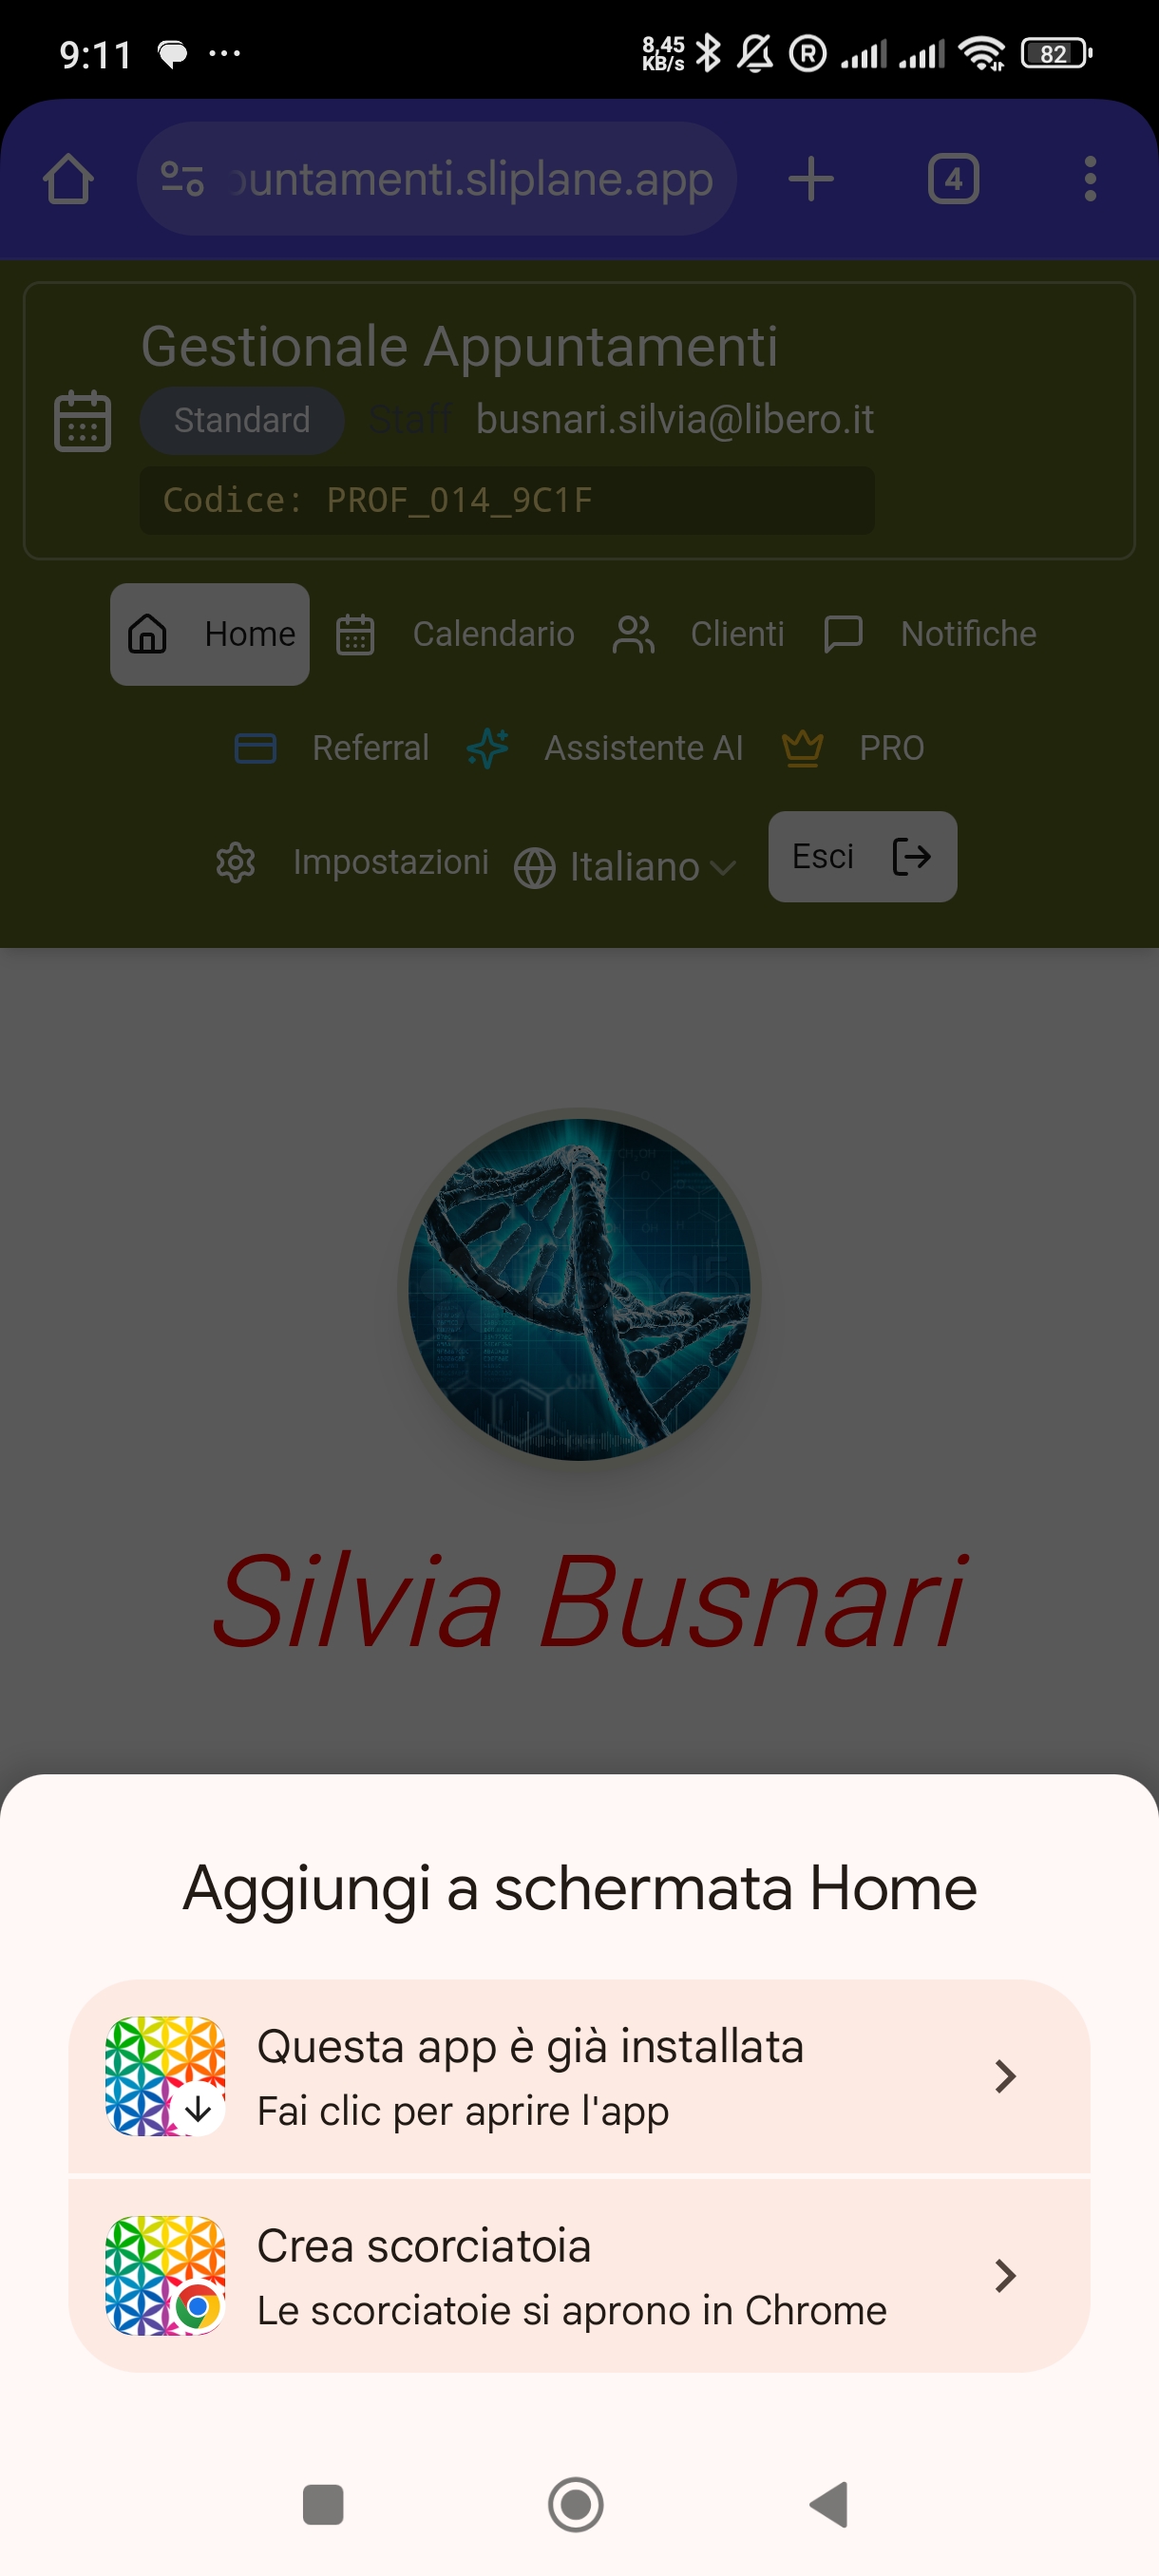 9:11
8,45
KB/s
82
untamenti.sliplane.app
4
Gestionale Appuntamenti
Standard Staff busnari.silvia@libero.it
Codice: PROF_014_9C1F
Home Calendario Clienti Notifiche
Referral Assistente AI PRO
Impostazioni Italiano Esci
Silvia Busnari
Aggiungi a schermata Home
Questa app è già installata
Fai clic per aprire l'app
Crea scorciatoia
Le scorciatoie si aprono in Chrome